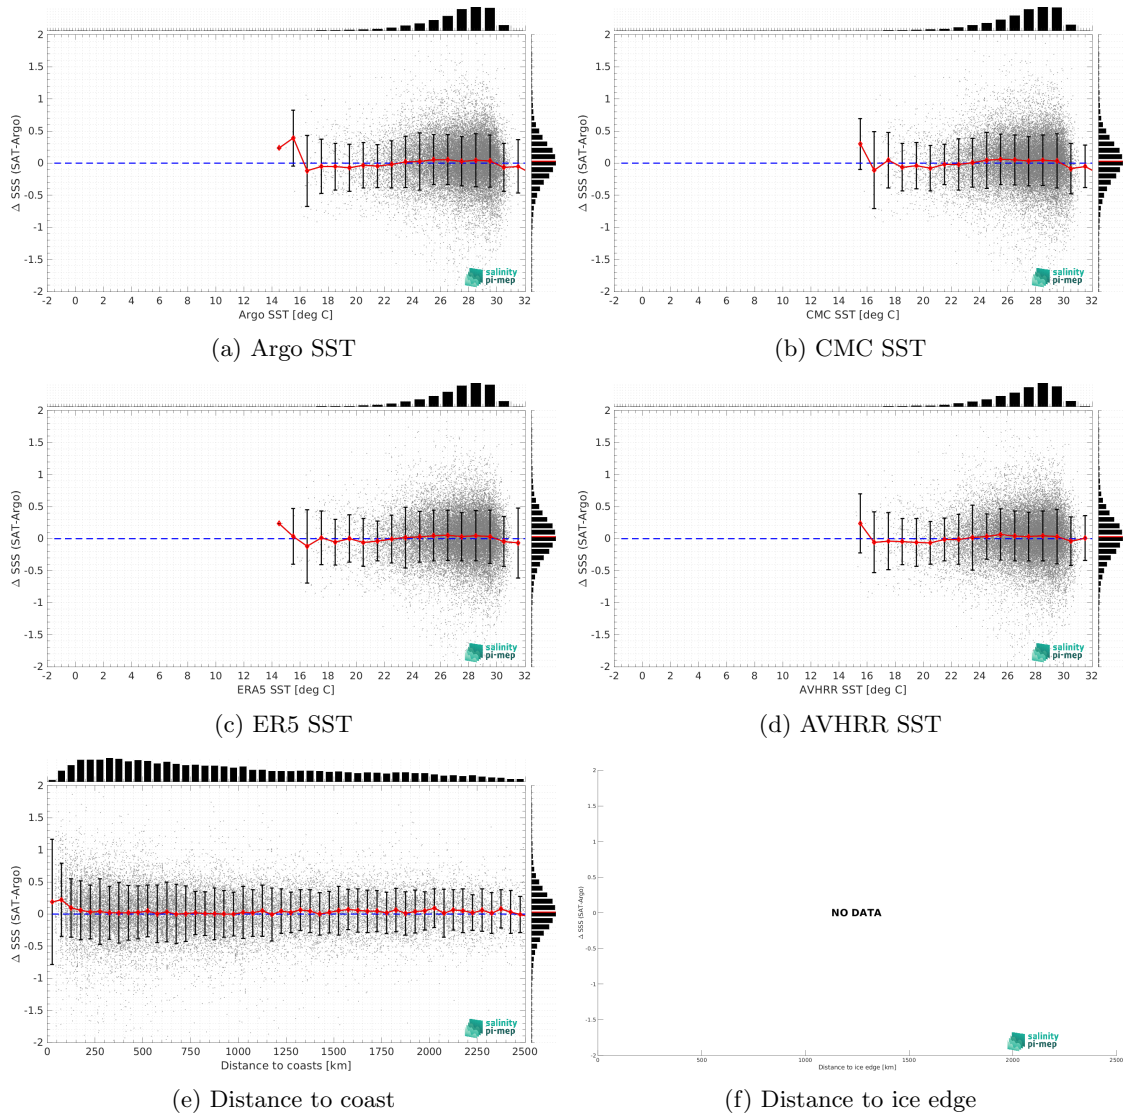 2
1.5
1
0.5
0
-0.5
-1
-1.5
-2
Δ SSS (SAT-Argo)
-2 0 2 4 6 8 10 12 14 16 18 20 22 24 26 28 30 32
Argo SST [deg C]
salinity
pi-mep
(a) Argo SST
2
1.5
1
0.5
0
-0.5
-1
-1.5
-2
Δ SSS (SAT-Argo)
-2 0 2 4 6 8 10 12 14 16 18 20 22 24 26 28 30 32
CMC SST [deg C]
salinity
pi-mep
(b) CMC SST
2
1.5
1
0.5
0
-0.5
-1
-1.5
-2
Δ SSS (SAT-Argo)
-2 0 2 4 6 8 10 12 14 16 18 20 22 24 26 28 30 32
ERA5 SST [deg C]
salinity
pi-mep
(c) ER5 SST
2
1.5
1
0.5
0
-0.5
-1
-1.5
-2
Δ SSS (SAT-Argo)
-2 0 2 4 6 8 10 12 14 16 18 20 22 24 26 28 30 32
AVHRR SST [deg C]
salinity
pi-mep
(d) AVHRR SST
2
1.5
1
0.5
0
-0.5
-1
-1.5
-2
Δ SSS (SAT-Argo)
0 250 500 750 1000 1250 1500 1750 2000 2250 2500
Distance to coasts [km]
salinity
pi-mep
(e) Distance to coast
2
1.5
1
0.5
0
-0.5
-1
-1.5
-2
Δ SSS (SAT-Argo)
NO DATA
0 500 1000 1500 2000 2500
Distance to ice edge [km]
salinity
pi-mep
(f) Distance to ice edge